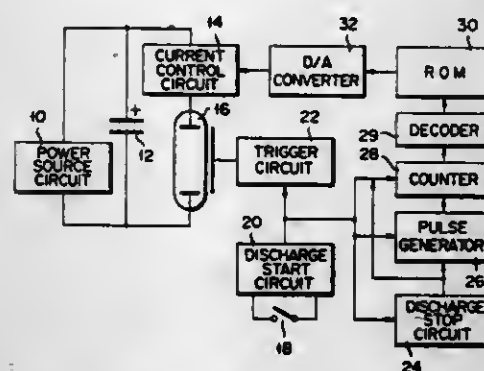 14
32
30
CURRENT
CONTROL
CIRCUIT
D/A
CONVERTER
ROM
10
+
16
22
29
DECODER
POWER
SOURCE
CIRCUIT
12
TRIGGER
CIRCUIT
28
COUNTER
20
DISCHARGE
START
CIRCUIT
PULSE
GENERATOR
26
18
DISCHARGE
STOP
CIRCUIT
24